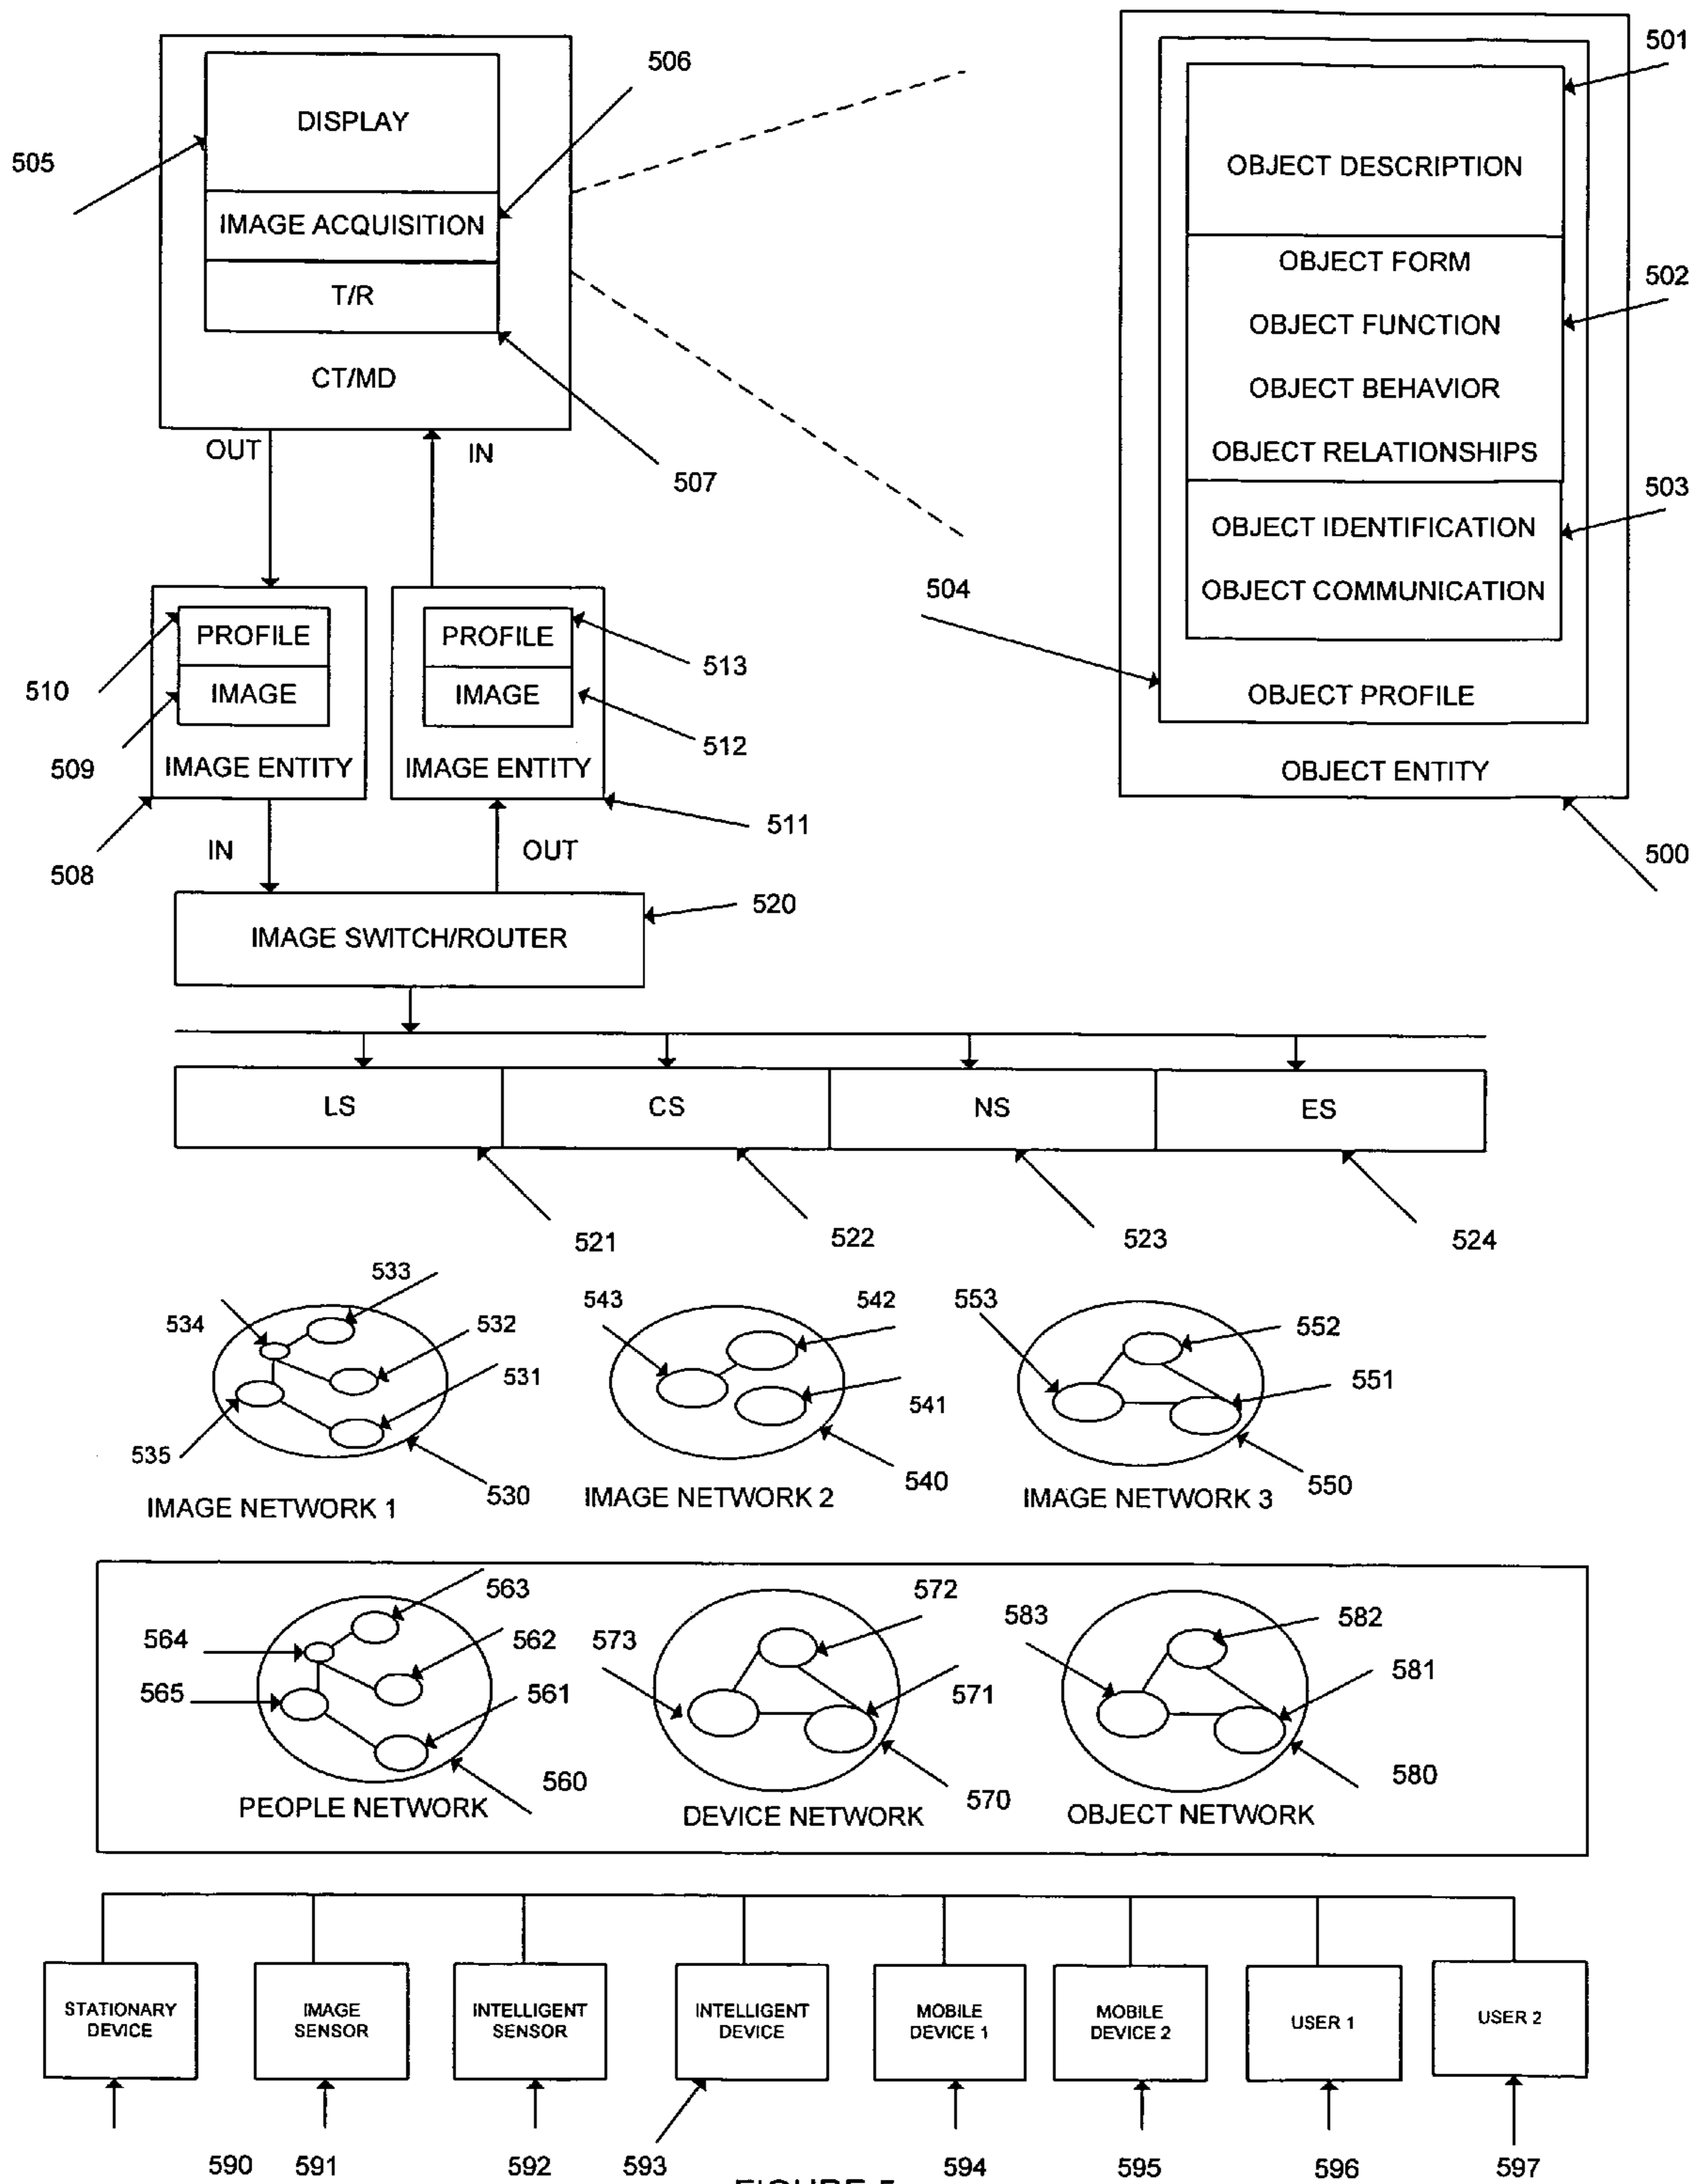 506
501
DISPLAY
505
OBJECT DESCRIPTION
IMAGE ACQUISITION
OBJECT FORM
502
T/R
OBJECT FUNCTION
CT/MD
OBJECT BEHAVIOR
OUT
IN
OBJECT RELATIONSHIPS
507
503
OBJECT IDENTIFICATION
504
OBJECT COMMUNICATION
PROFILE
PROFILE
513
510
IMAGE
IMAGE
OBJECT PROFILE
512
509
IMAGE ENTITY
IMAGE ENTITY
OBJECT ENTITY
511
508
IN
OUT
500
520
IMAGE SWITCH/ROUTER
LS
CS
NS
ES
521
522
523
524
533
534
532
531
535
530
IMAGE NETWORK 1
543
542
541
540
IMAGE NETWORK 2
553
552
551
550
IMAGE NETWORK 3
563
564
562
565
561
560
PEOPLE NETWORK
572
573
571
570
DEVICE NETWORK
583
582
581
580
OBJECT NETWORK
STATIONARY
DEVICE
IMAGE
SENSOR
INTELLIGENT
SENSOR
INTELLIGENT
DEVICE
MOBILE
DEVICE 1
MOBILE
DEVICE 2
USER 1
USER 2
590
591
592
593
594
595
596
597